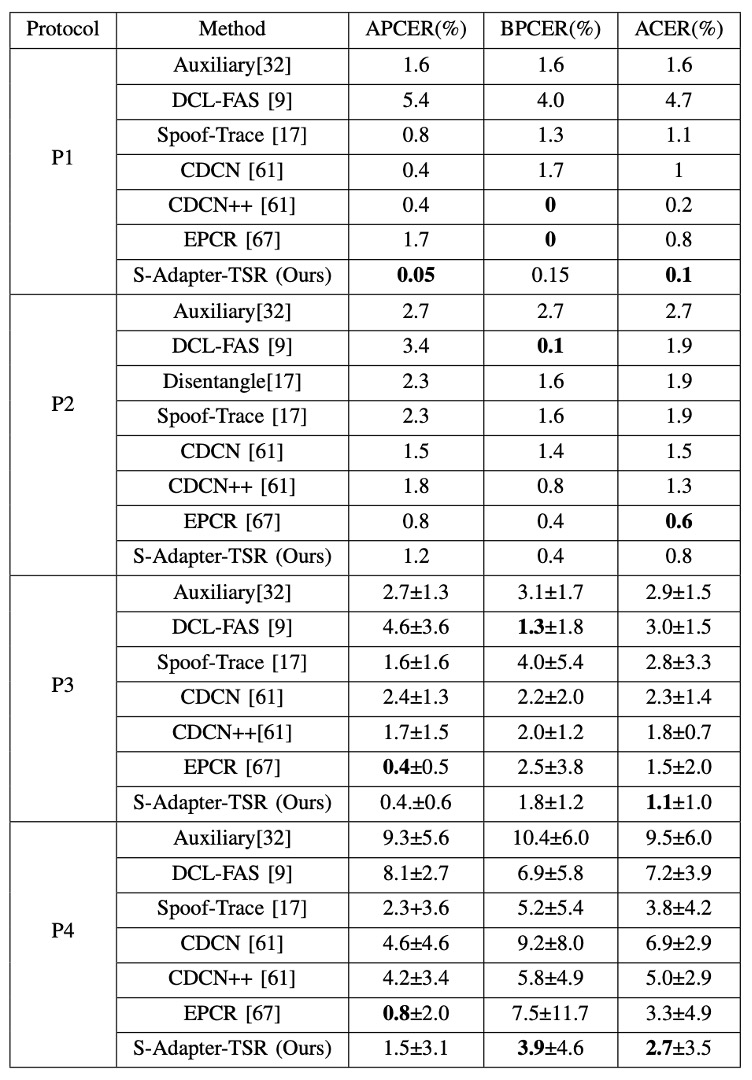 Protocol Method APCER(%) BPCER(%) ACER(%)
P1
Auxiliary[32] 1.6 1.6 1.6
DCL-FAS [9] 5.4 4.0 4.7
Spoof-Trace [17] 0.8 1.3 1.1
CDCN [61] 0.4 1.7 1
CDCN++ [61] 0.4 0 0.2
EPCR [67] 1.7 0 0.8
S-Adapter-TSR (Ours) 0.05 0.15 0.1
P2
Auxiliary[32] 2.7 2.7 2.7
DCL-FAS [9] 3.4 0.1 1.9
Disentangle[17] 2.3 1.6 1.9
Spoof-Trace [17] 2.3 1.6 1.9
CDCN [61] 1.5 1.4 1.5
CDCN++ [61] 1.8 0.8 1.3
EPCR [67] 0.8 0.4 0.6
S-Adapter-TSR (Ours) 1.2 0.4 0.8
P3
Auxiliary[32] 2.7±1.3 3.1±1.7 2.9±1.5
DCL-FAS [9] 4.6±3.6 1.3±1.8 3.0±1.5
Spoof-Trace [17] 1.6±1.6 4.0±5.4 2.8±3.3
CDCN [61] 2.4±1.3 2.2±2.0 2.3±1.4
CDCN++[61] 1.7±1.5 2.0±1.2 1.8±0.7
EPCR [67] 0.4±0.5 2.5±3.8 1.5±2.0
S-Adapter-TSR (Ours) 0.4.±0.6 1.8±1.2 1.1±1.0
P4
Auxiliary[32] 9.3±5.6 10.4±6.0 9.5±6.0
DCL-FAS [9] 8.1±2.7 6.9±5.8 7.2±3.9
Spoof-Trace [17] 2.3+3.6 5.2±5.4 3.8±4.2
CDCN [61] 4.6±4.6 9.2±8.0 6.9±2.9
CDCN++ [61] 4.2±3.4 5.8±4.9 5.0±2.9
EPCR [67] 0.8±2.0 7.5±11.7 3.3±4.9
S-Adapter-TSR (Ours) 1.5±3.1 3.9±4.6 2.7±3.5